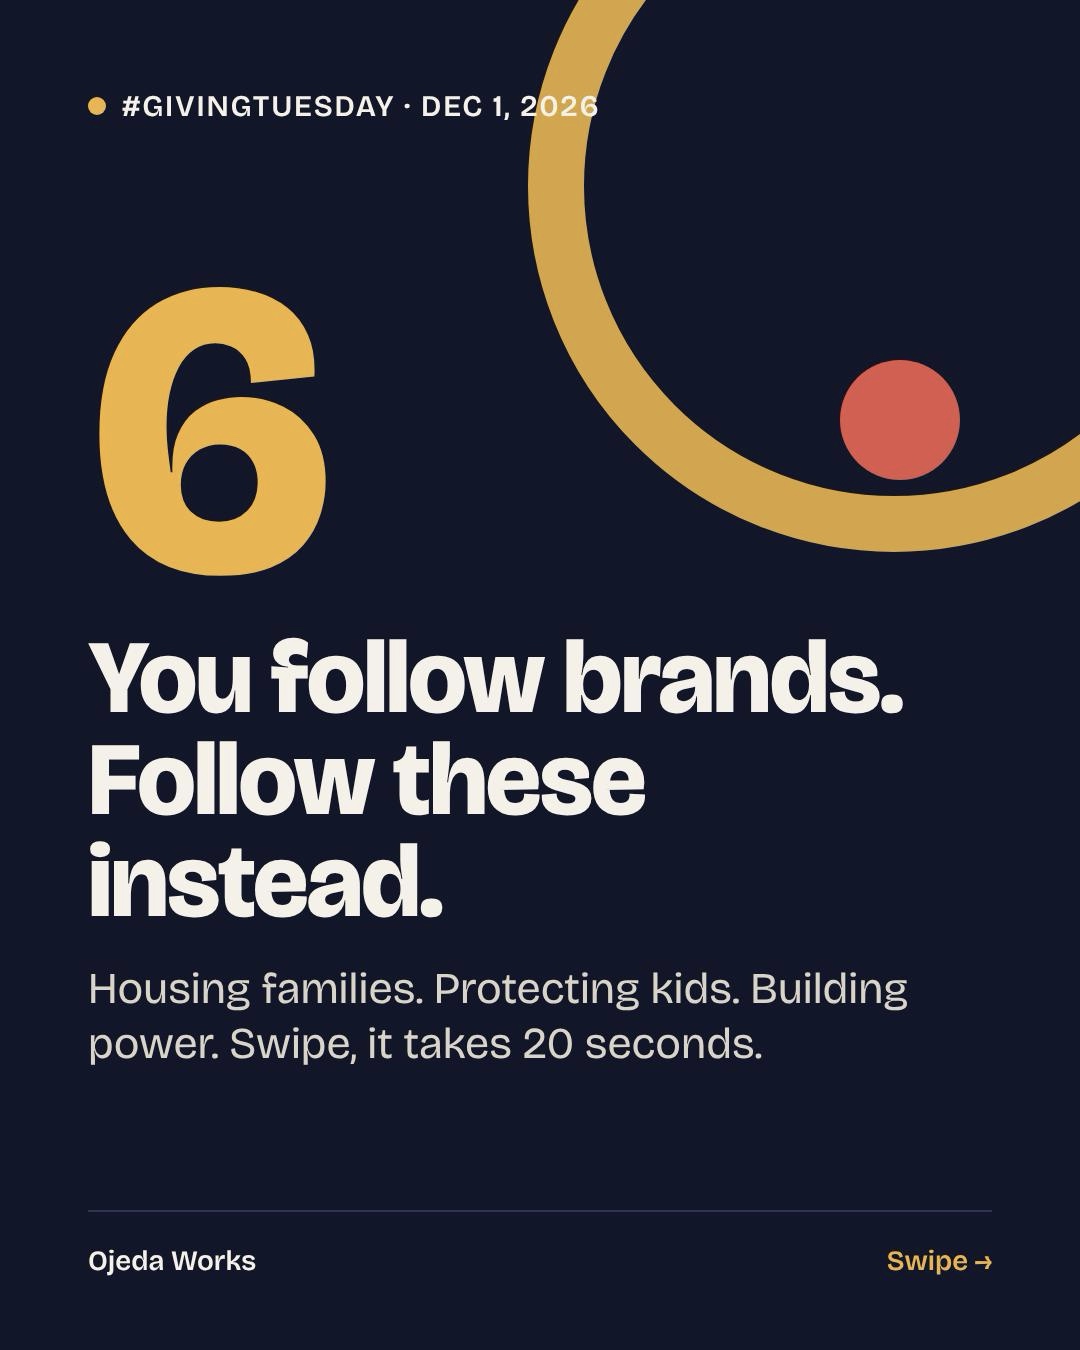 #GIVINGTUESDAY · DEC 1, 2026
6
You follow brands.
Follow these
instead.
Housing families. Protecting kids. Building
power. Swipe, it takes 20 seconds.
Ojeda Works
Swipe →